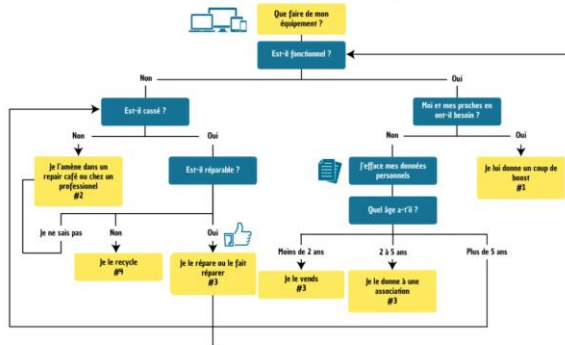 Que faire de mon
équipement ?
Est-il fonctionnel ?
Non
Oui
Est-il cassé ?
Moi et mes proches en
ont-il besoin ?
Non
Oui
Non
Oui
Je l'amène dans un
repair café ou chez un
professionel
#2
Est-il réparable ?
J'efface mes données
personnels
Je lui donne un coup de
boost
#1
Quel âge a-t'il ?
Je ne sais pas
Non
Oui
Moins de 2 ans
2 à 5 ans
Plus de 5 ans
Je le recycle
#4
Je le répare ou le fait
réparer
#3
Je le vends
#3
Je le donne à une
association
#3